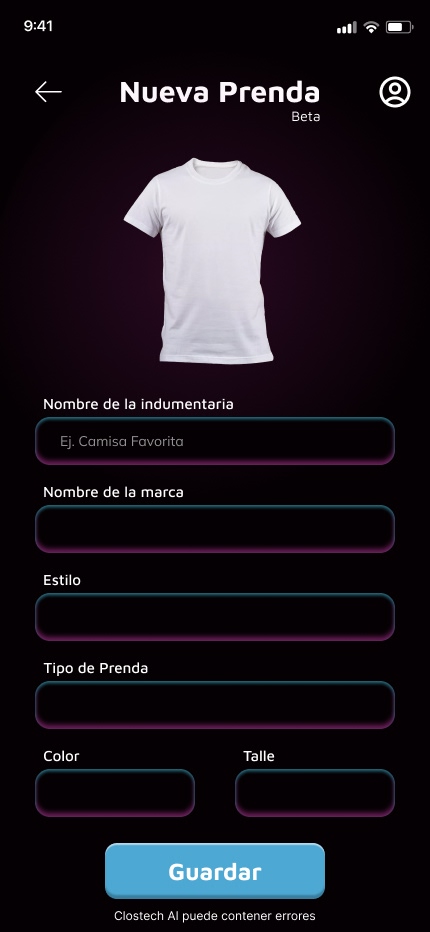 9:41
Nueva Prenda
Beta
Nombre de la indumentaria
Ej. Camisa Favorita
Nombre de la marca
Estilo
Tipo de Prenda
Color
Talle
Guardar
Clostech AI puede contener errores